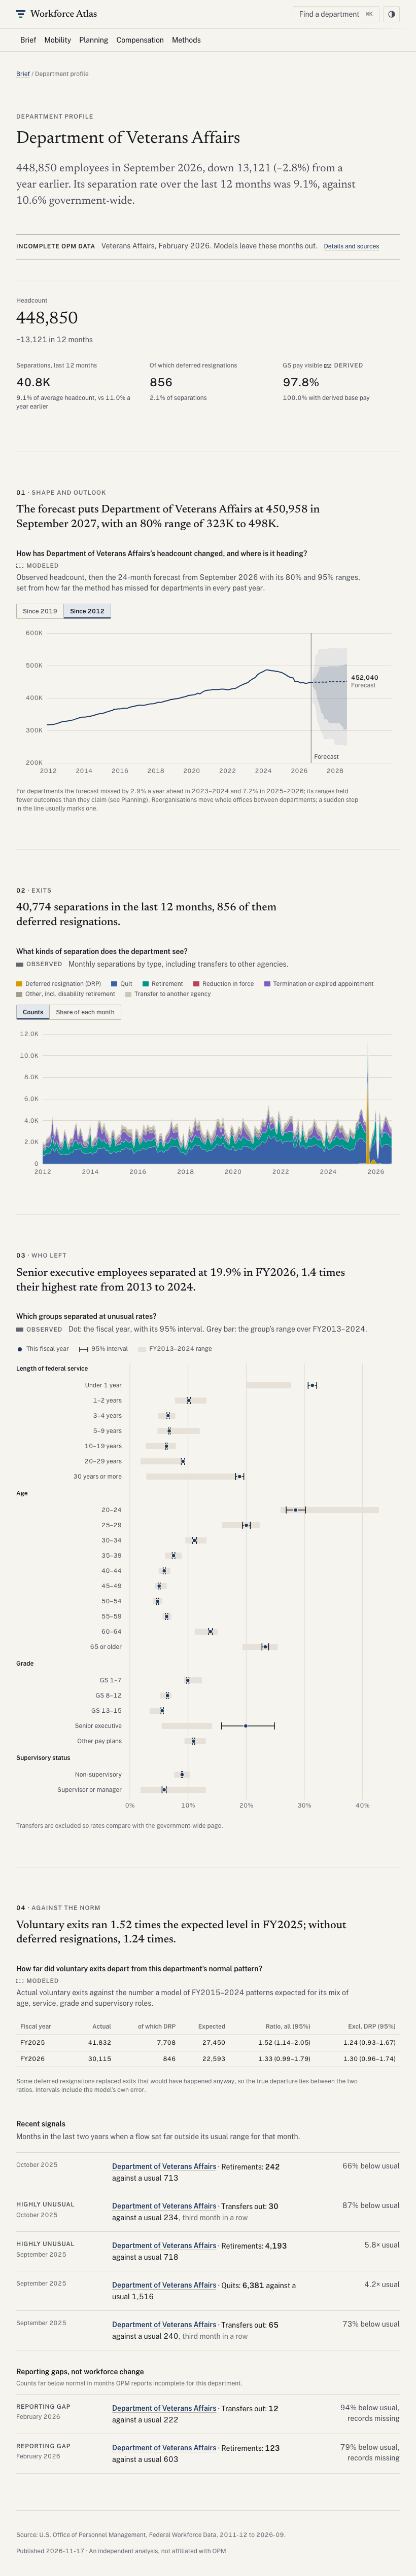 Workforce Atlas
Find a department ⌘K
Brief Mobility Planning Compensation Methods
Brief / Department profile
DEPARTMENT PROFILE
Department of Veterans Affairs
448,850 employees in September 2026, down 13,121 (−2.8%) from a
year earlier. Its separation rate over the last 12 months was 9.1%, against
10.6% government-wide.
INCOMPLETE OPM DATA Veterans Affairs, February 2026. Models leave these months out. Details and sources
Headcount
448,850
−13,121 in 12 months
Separations, last 12 months
40.8K
9.1% of average headcount, vs 11.0% a
year earlier
Of which deferred resignations
856
2.1% of separations
GS pay visible DERIVED
97.8%
100.0% with derived base pay
01 · SHAPE AND OUTLOOK
The forecast puts Department of Veterans Affairs at 450,958 in
September 2027, with an 80% range of 323K to 498K.
How has Department of Veterans Affairs's headcount changed, and where is it heading?
MODELED
Observed headcount, then the 24-month forecast from September 2026 with its 80% and 95% ranges,
set from how far the method has missed for departments in every past year.
Since 2019 Since 2012
600K
500K
400K
300K
200K
452,040
Forecast
Forecast
2012 2014 2016 2018 2020 2022 2024 2026 2028
For departments the forecast missed by 2.9% a year ahead in 2023–2024 and 7.2% in 2025–2026; its ranges held
fewer outcomes than they claim (see Planning). Reorganisations move whole offices between departments; a sudden step
in the line usually marks one.
02 · EXITS
40,774 separations in the last 12 months, 856 of them
deferred resignations.
What kinds of separation does the department see?
OBSERVED Monthly separations by type, including transfers to other agencies.
Deferred resignation (DRP) Quit Retirement Reduction in force Termination or expired appointment
Other, incl. disability retirement Transfer to another agency
Counts Share of each month
12.0K
10.0K
8.0K
6.0K
4.0K
2.0K
0
2012 2014 2016 2018 2020 2022 2024 2026
03 · WHO LEFT
Senior executive employees separated at 19.9% in FY2026, 1.4 times
their highest rate from 2013 to 2024.
Which groups separated at unusual rates?
OBSERVED Dot: the fiscal year, with its 95% interval. Grey bar: the group's range over FY2013–2024.
This fiscal year 95% interval FY2013–2024 range
Length of federal service
Under 1 year
1–2 years
3–4 years
5–9 years
10–19 years
20–29 years
30 years or more
Age
20–24
25–29
30–34
35–39
40–44
45–49
50–54
55–59
60–64
65 or older
Grade
GS 1–7
GS 8–12
GS 13–15
Senior executive
Other pay plans
Supervisory status
Non-supervisory
Supervisor or manager
0% 10% 20% 30% 40%
Transfers are excluded so rates compare with the government-wide page.
04 · AGAINST THE NORM
Voluntary exits ran 1.52 times the expected level in FY2025; without
deferred resignations, 1.24 times.
How far did voluntary exits depart from this department's normal pattern?
MODELED
Actual voluntary exits against the number a model of FY2015–2024 patterns expected for its mix of
age, service, grade and supervisory roles.
Fiscal year Actual of which DRP Expected Ratio, all (95%) Excl. DRP (95%)
FY2025 41,832 7,708 27,450 1.52 (1.14–2.05) 1.24 (0.93–1.67)
FY2026 30,115 846 22,593 1.33 (0.99–1.79) 1.30 (0.96–1.74)
Some deferred resignations replaced exits that would have happened anyway, so the true departure lies between the two
ratios. Intervals include the model's own error.
Recent signals
Months in the last two years when a flow sat far outside its usual range for that month.
October 2025
Department of Veterans Affairs · Retirements: 242
against a usual 713
66% below usual
HIGHLY UNUSUAL
October 2025
Department of Veterans Affairs · Transfers out: 30
against a usual 234, third month in a row
87% below usual
HIGHLY UNUSUAL
September 2025
Department of Veterans Affairs · Retirements: 4,193
against a usual 718
5.8× usual
September 2025
Department of Veterans Affairs · Quits: 6,381 against a
usual 1,516
4.2× usual
September 2025
Department of Veterans Affairs · Transfers out: 65
against a usual 240, third month in a row
73% below usual
Reporting gaps, not workforce change
Counts far below normal in months OPM reports incomplete for this department.
REPORTING GAP
February 2026
Department of Veterans Affairs · Transfers out: 12
against a usual 222
94% below usual,
records missing
REPORTING GAP
February 2026
Department of Veterans Affairs · Retirements: 123
against a usual 603
79% below usual,
records missing
Source: U.S. Office of Personnel Management, Federal Workforce Data, 2011-12 to 2026-09.
Published 2026-11-17 · An independent analysis, not affiliated with OPM